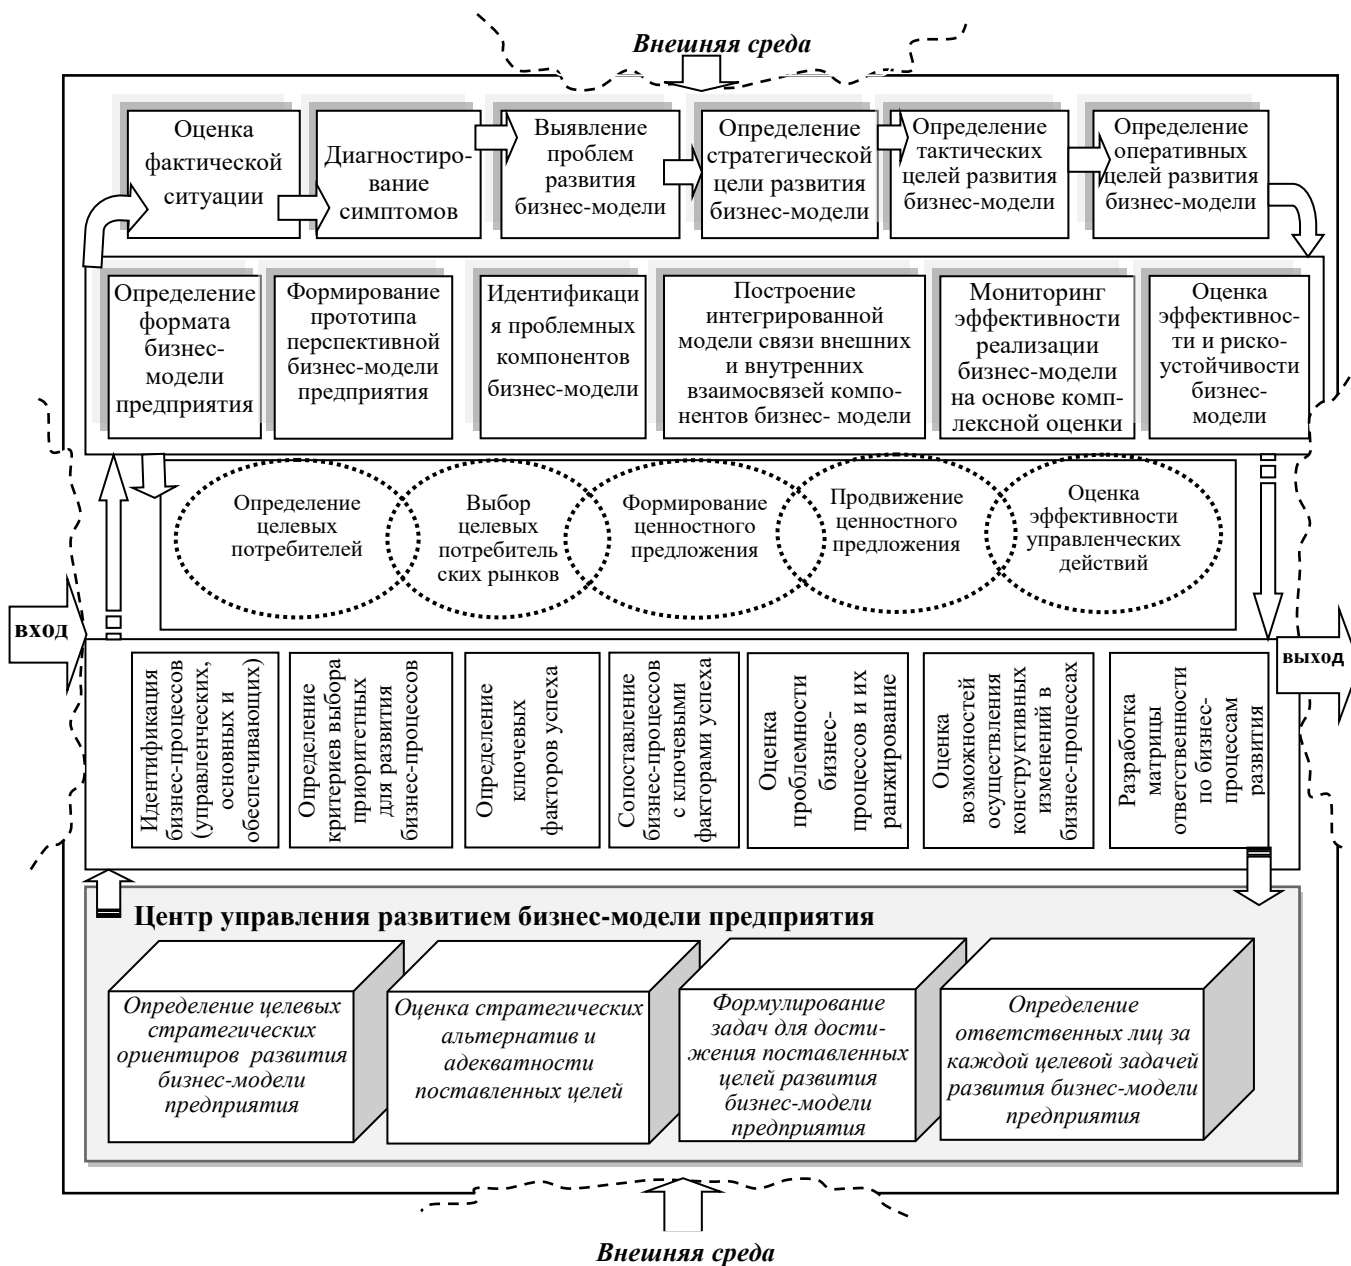 Внешняя среда
Оценка
фактической
ситуации
Диагностиро-
вание
симптомов
Выявление
проблем
развития
бизнес-модели
Определение
стратегической
цели развития
бизнес-модели
Определение
тактических
целей развития
бизнес-модели
Определение
оперативных
целей развития
бизнес-модели
Определение
формата
бизнес-
модели
предприятия
Формирование
прототипа
перспективной
бизнес-модели
предприятия
Идентификаци
я проблемных
компонентов
бизнес-модели
Построение
интегрированной
модели связи внешних
и внутренних
взаимосвязей компо-
нентов бизнес- модели
Мониторинг
эффективности
реализации
бизнес-модели
на основе комп-
лексной оценки
Оценка
эффективнос-
ти и риско-
устойчивости
бизнес-
модели
Определение
целевых
потребителей
Выбор
целевых
потребитель
ских рынков
Формирование
ценностного
предложения
Продвижение
ценностного
предложения
Оценка
эффективности
управленческих
действий
вход
выход
Идентификация
бизнес-процессов
(управленческих,
основных и
обеспечивающих)
Определение
критериев выбора
приоритетных
для развития
бизнес-процессов
Определение
ключевых
факторов успеха
Сопоставление
бизнес-процессов
с ключевыми
факторами успеха
Оценка
проблемности
бизнес-
процессов и их
ранжирование
Оценка
возможностей
осуществления
конструктивных
изменений в
бизнес-процессах
Разработка
матрицы
ответственности
по бизнес-
процессам
развития
Центр управления развитием бизнес-модели предприятия
Определение целевых
стратегических
ориентиров развития
бизнес-модели
предприятия
Оценка стратегических
альтернатив и
адекватности
поставленных целей
Формулирование
задач для дости-
жения поставленных
целей развития
бизнес-модели
предприятия
Определение
ответственных лиц за
каждой целевой задачей
развития бизнес-модели
предприятия
Внешняя среда